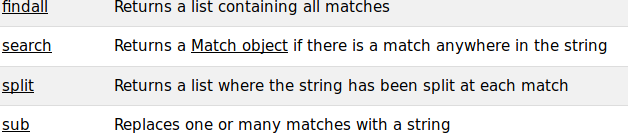 findall Returns a list containing all matches
search Returns a Match object if there is a match anywhere in the string
split Returns a list where the string has been split at each match
sub Replaces one or many matches with a string